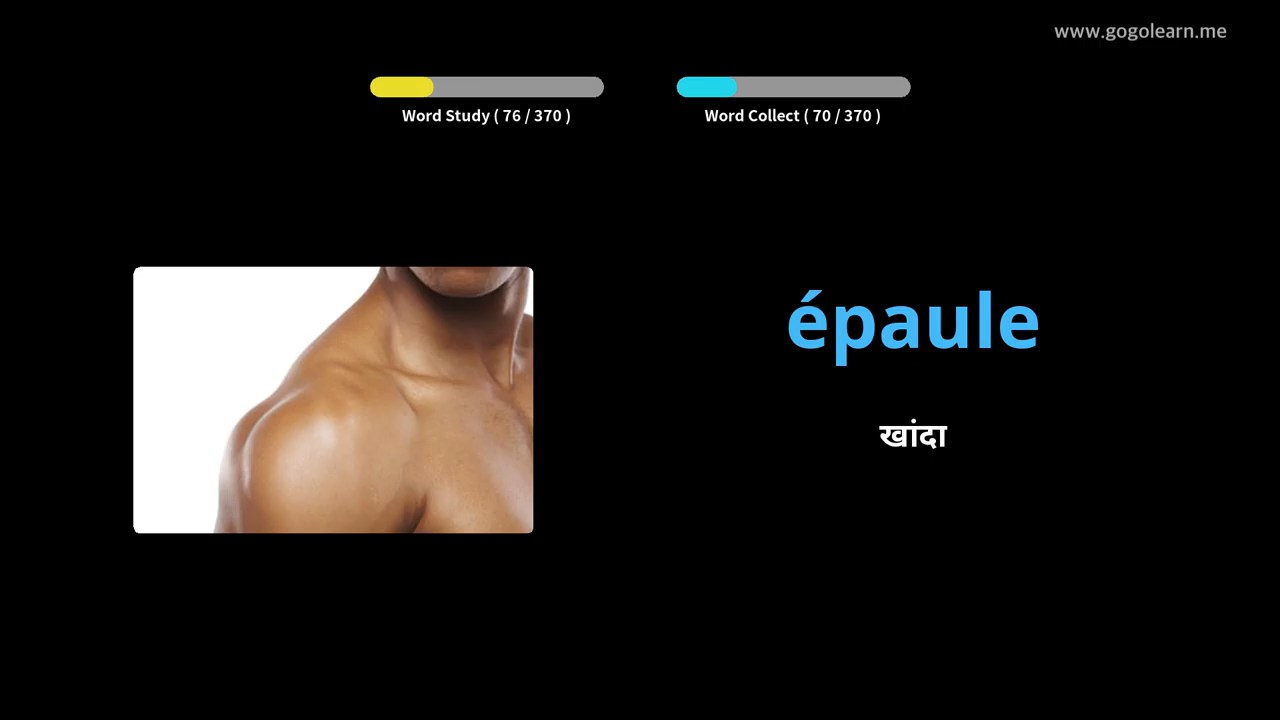 www.gogolearn.me
Word Study ( 76 / 370 )
Word Collect ( 70 / 370 )
épaule
खांदा